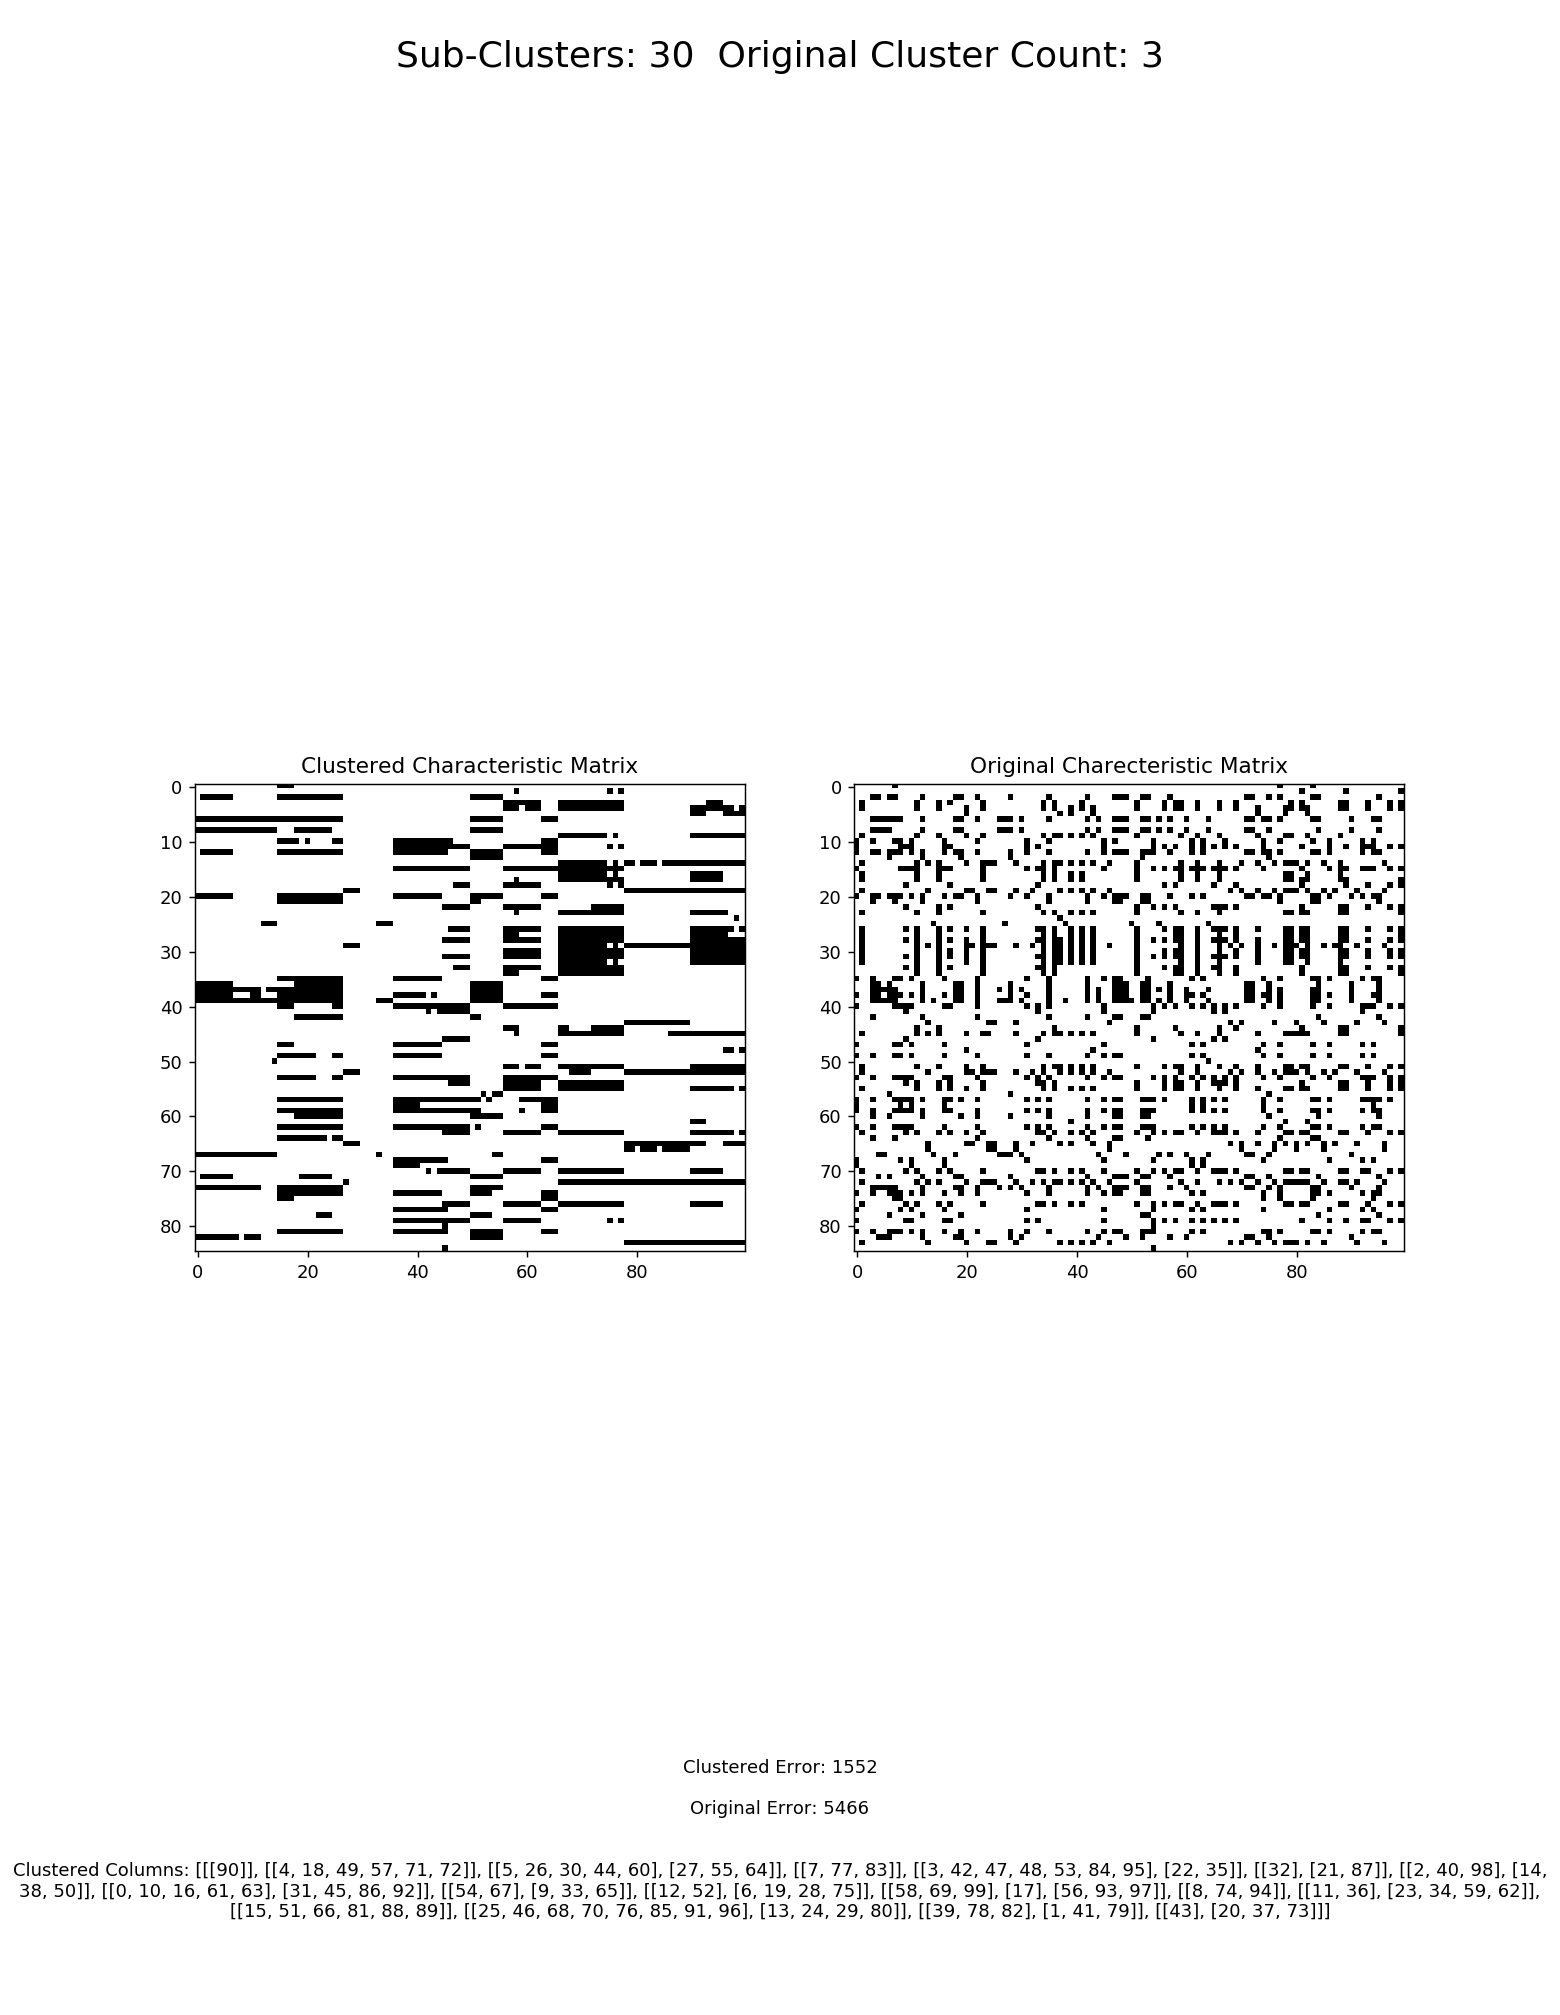 Sub-Clusters: 30  Original Cluster Count: 3
Clustered Characteristic Matrix
0
10
20
30
40
50
60
70
80
0 20 40 60 80
Original Charecteristic Matrix
0
10
20
30
40
50
60
70
80
0 20 40 60 80
Clustered Error: 1552
Original Error: 5466
Clustered Columns: [[[90]], [[4, 18, 49, 57, 71, 72]], [[5, 26, 30, 44, 60], [27, 55, 64]], [[7, 77, 83]], [[3, 42, 47, 48, 53, 84, 95], [22, 35]], [[32], [21, 87]], [[2, 40, 98], [14,
38, 50]], [[0, 10, 16, 61, 63], [31, 45, 86, 92]], [[54, 67], [9, 33, 65]], [[12, 52], [6, 19, 28, 75]], [[58, 69, 99], [17], [56, 93, 97]], [[8, 74, 94]], [[11, 36], [23, 34, 59, 62]],
[[15, 51, 66, 81, 88, 89]], [[25, 46, 68, 70, 76, 85, 91, 96], [13, 24, 29, 80]], [[39, 78, 82], [1, 41, 79]], [[43], [20, 37, 73]]]